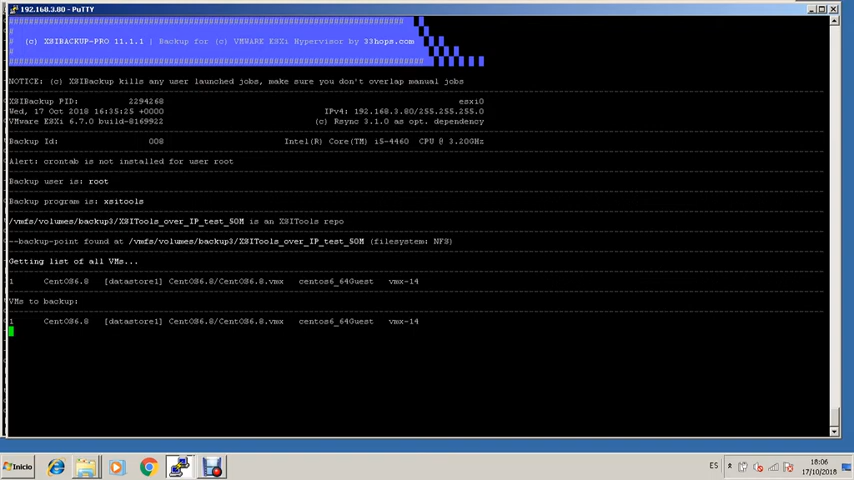 192.168.3.80 - PuTTY
###############################################################################
#
# (c) XSIBACKUP-PRO 11.1.1 | Backup for (c) VMWARE ESXi Hypervisor by 33hops.com
#
###############################################################################
NOTICE: (c) XSIBackup kills any user launched jobs, make sure you don't overlap manual jobs
XSIBackup PID: 2294268 esxi0
Wed, 17 Oct 2018 16:35:25 +0000 IPv4: 192.168.3.80/255.255.255.0
VMware ESXi 6.7.0 build-8169922 (c) Rsync 3.1.0 as opt. dependency
Backup Id: 008 Intel(R) Core(TM) i5-4460 CPU @ 3.20GHz
Alert: crontab is not installed for user root
Backup user is: root
Backup program is: xsitools
/vmfs/volumes/backup3/XSITools_over_IP_test_SOM is an XSITools repo
--backup-point found at /vmfs/volumes/backup3/XSITools_over_IP_test_SOM (filesystem: NFS)
Getting list of all VMs...
1 CentOS6.8 [datastore1] CentOS6.8/CentOS6.8.vmx centos6_64Guest vmx-14
VMs to backup:
1 CentOS6.8 [datastore1] CentOS6.8/CentOS6.8.vmx centos6_64Guest vmx-14
Inicio
ES
18:06
17/10/2018